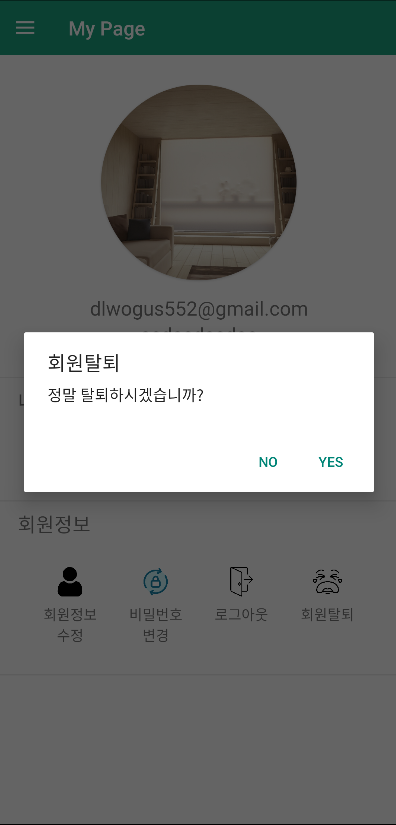 My Page
dlwogus552@gmail.com
회원탈퇴
정말 탈퇴하시겠습니까?
NO YES
회원정보
회원정보 수정
비밀번호 변경
로그아웃
회원탈퇴